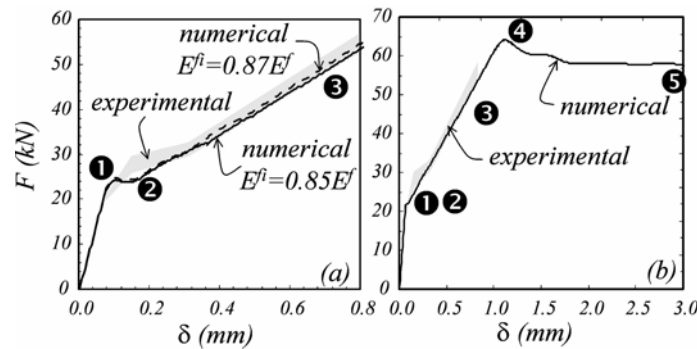 60
50
40
30
20
10
0
F (kN)
0.0 0.2 0.4 0.6 0.8
δ (mm)
numerical
E^fi=0.87E^f
experimental
numerical
E^fi=0.85E^f
1
2
3
(a)
70
60
50
40
30
20
10
0
0.0 0.5 1.0 1.5 2.0 2.5 3.0
δ (mm)
4
5
3
numerical
experimental
1 2
(b)